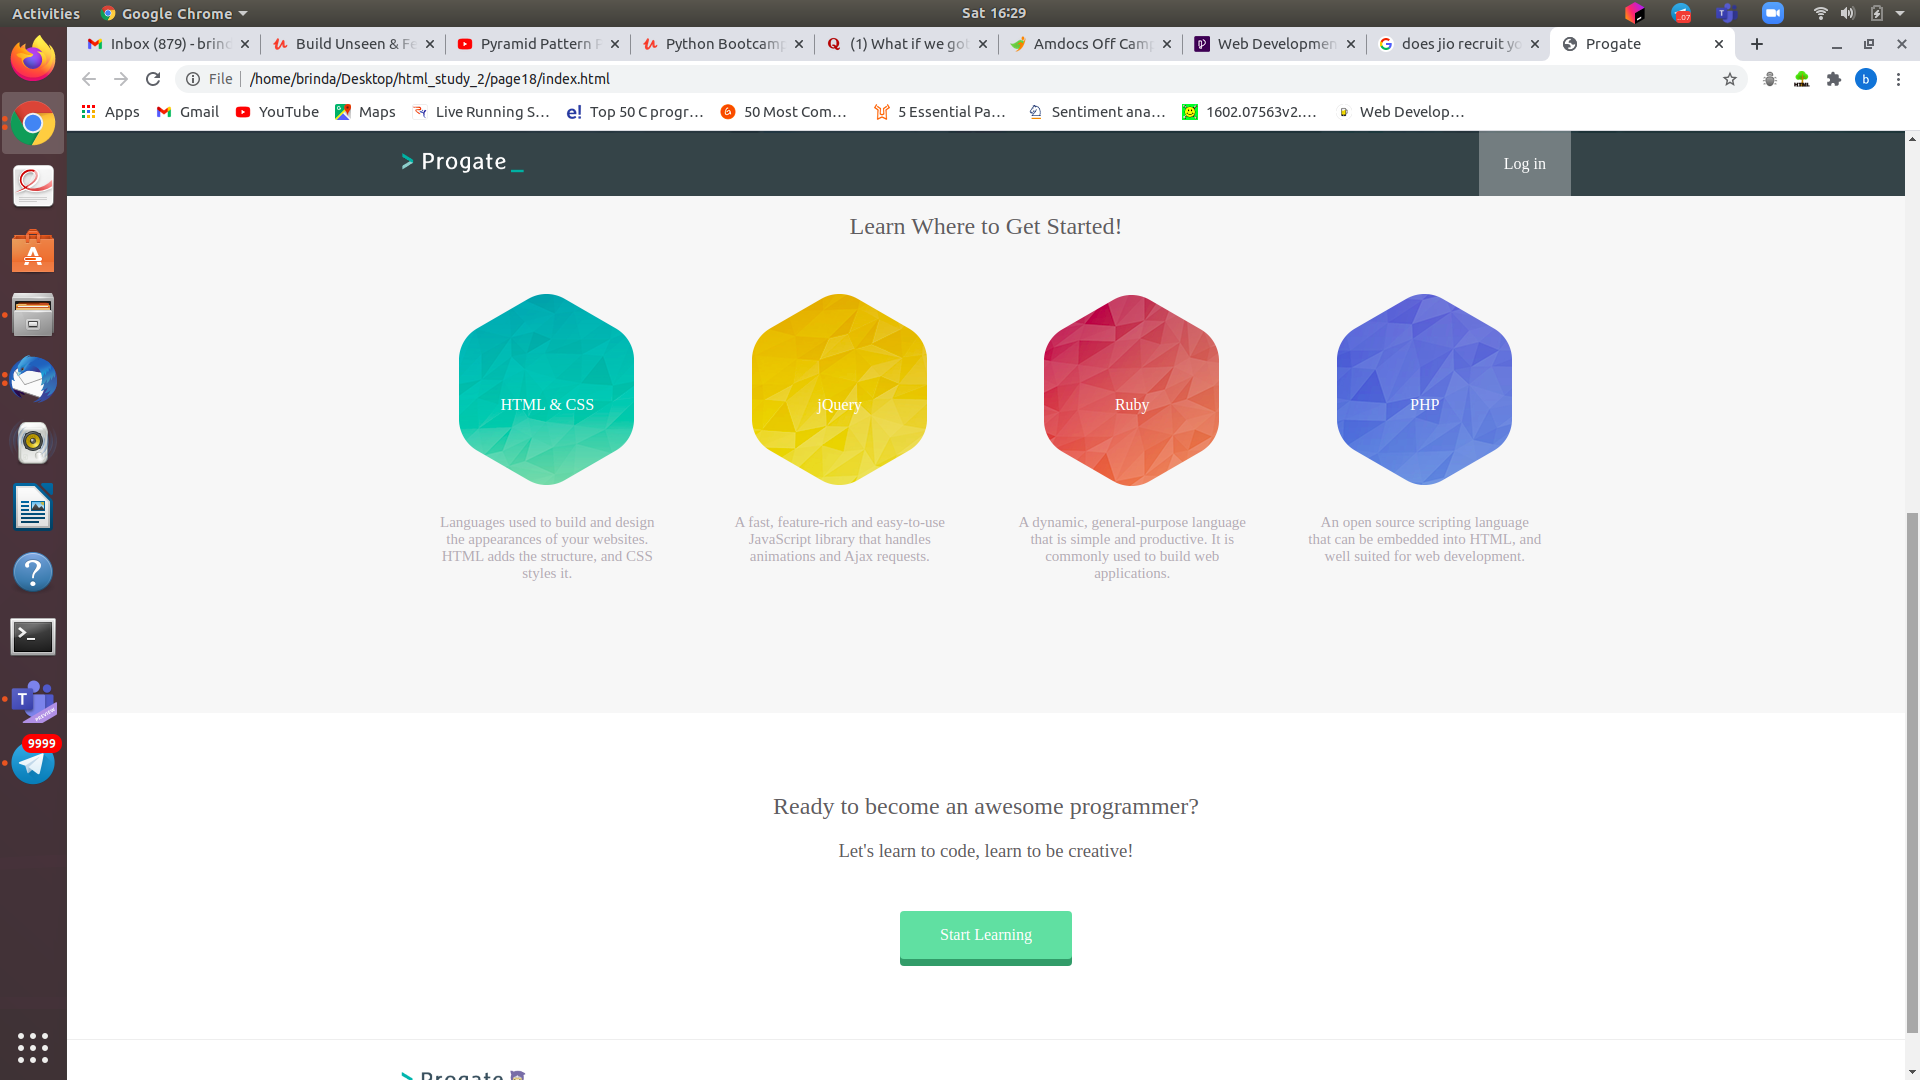 Activities
Google Chrome
Sat 16:29
Inbox (879) - brin
Build Unseen & Fe
Pyramid Pattern
Python Bootcamp
(1) What if we got
Amdocs Off Camp
Web Developmen
does jio recruit yo
Progate
File
/home/brinda/Desktop/html_study_2/page18/index.html
b
Apps
Gmail
YouTube
Maps
Live Running S...
Top 50 C progr...
50 Most Com...
5 Essential Pa...
Sentiment ana...
1602.07563v2....
Web Develop...
> Progate _
Log in
Learn Where to Get Started!
HTML & CSS
jQuery
Ruby
PHP
Languages used to build and design
the appearances of your websites.
HTML adds the structure, and CSS
styles it.
A fast, feature-rich and easy-to-use
JavaScript library that handles
animations and Ajax requests.
A dynamic, general-purpose language
that is simple and productive. It is
commonly used to build web
applications.
An open source scripting language
that can be embedded into HTML, and
well suited for web development.
9999
Ready to become an awesome programmer?
Let's learn to code, learn to be creative!
Start Learning
> Progate